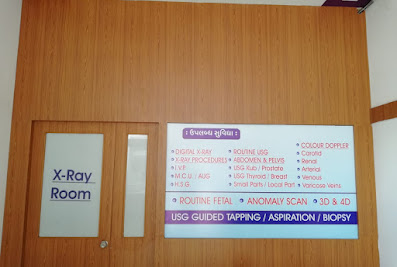 X-Ray
Room
: ઉપલબ્ધ સુવિધા :
DIGITAL X-RAY
X-RAY PROCEDURES
I.V.P.
M.C.U. / AUG
H.S.G.
ROUTINE USG
ABDOMEN & PELVIS
USG Kub / Prostate
USG Thyroid / Breast
Small Parts / Local Part
COLOUR DOPPLER
Carotid
Renal
Arterial
Venous
Varicose Veins
ROUTINE FETAL • ANOMALY SCAN • 3D & 4D
USG GUIDED TAPPING / ASPIRATION / BIOPSY